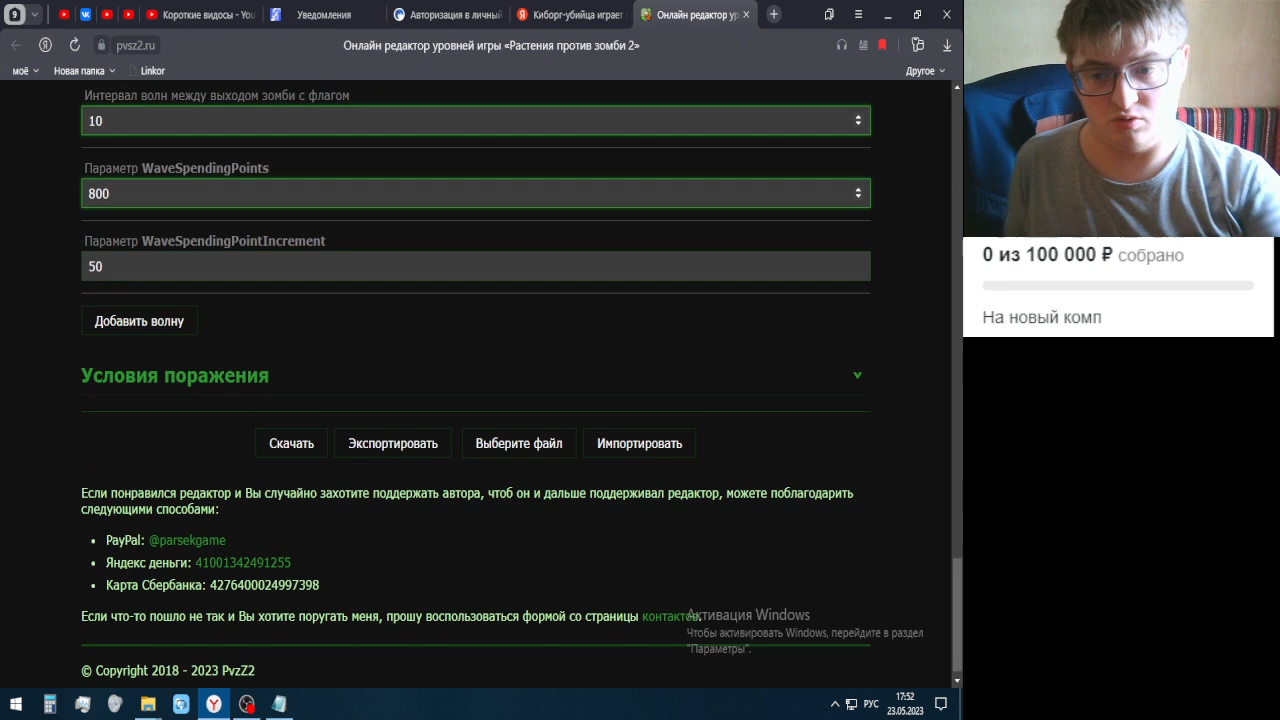 9
Короткие видосы - You
Уведомления
Авторизация в личный
Киборг-убийца играет
Онлайн редактор ур
pvsz2.ru
Онлайн редактор уровней игры «Растения против зомби 2»
моё
Новая папка
Linkor
Другое
Интервал волн между выходом зомби с флагом
10
Параметр WaveSpendingPoints
800
Параметр WaveSpendingPointIncrement
50
Добавить волну
Условия поражения
Скачать
Экспортировать
Выберите файл
Импортировать
Если понравился редактор и Вы случайно захотите поддержать автора, чтоб он и дальше поддерживал редактор, можете поблагодарить
следующими способами:
PayPal: @parsekgame
Яндекс деньги: 41001342491255
Карта Сбербанка: 4276400024997398
Если что-то пошло не так и Вы хотите поругать меня, прошу воспользоваться формой со страницы контактов.
Активация Windows
Чтобы активировать Windows, перейдите в раздел
"Параметры".
© Copyright 2018 - 2023 PvzZ2
0 из 100 000 ₽ собрано
На новый комп
РУС
17:52
23.05.2023